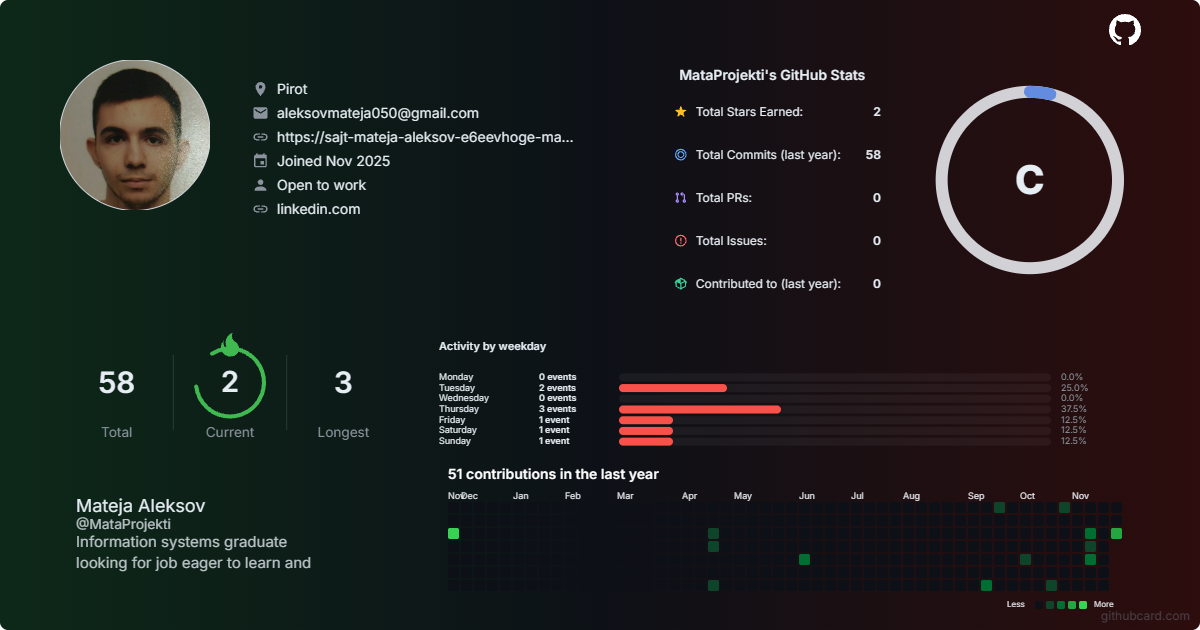 Pirot
aleksovmateja050@gmail.com
https://sajt-mateja-aleksov-e6eevhoge-ma...
Joined Nov 2025
Open to work
linkedin.com
MataProjekti's GitHub Stats
Total Stars Earned: 2
Total Commits (last year): 58
Total PRs: 0
Total Issues: 0
Contributed to (last year): 0
C
58
Total
2
Current
3
Longest
Activity by weekday
Monday 0 events 0.0%
Tuesday 2 events 25.0%
Wednesday 0 events 0.0%
Thursday 3 events 37.5%
Friday 1 event 12.5%
Saturday 1 event 12.5%
Sunday 1 event 12.5%
51 contributions in the last year
Nov Dec Jan Feb Mar Apr May Jun Jul Aug Sep Oct Nov
Less More
Mateja Aleksov
@MataProjekti
Information systems graduate
looking for job eager to learn and
githubcard.com